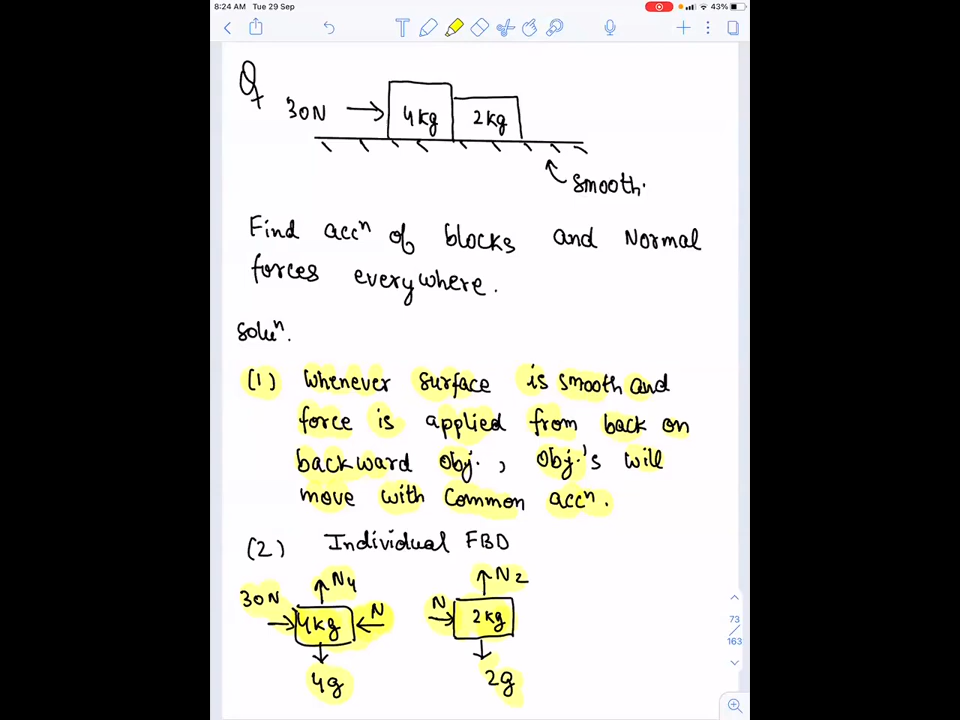 8:24 AM Tue 29 Sep
43%
Q
30N
4kg
2kg
smooth.
Find accⁿ of blocks and Normal
forces everywhere.
Soluⁿ.
(1) Whenever surface is smooth and
force is applied from back on
backward Obj. , Obj.'s will
move with common accⁿ.
(2) Individual FBD
N4
N2
30N
4kg
N
N
2kg
4g
2g
73
/
163